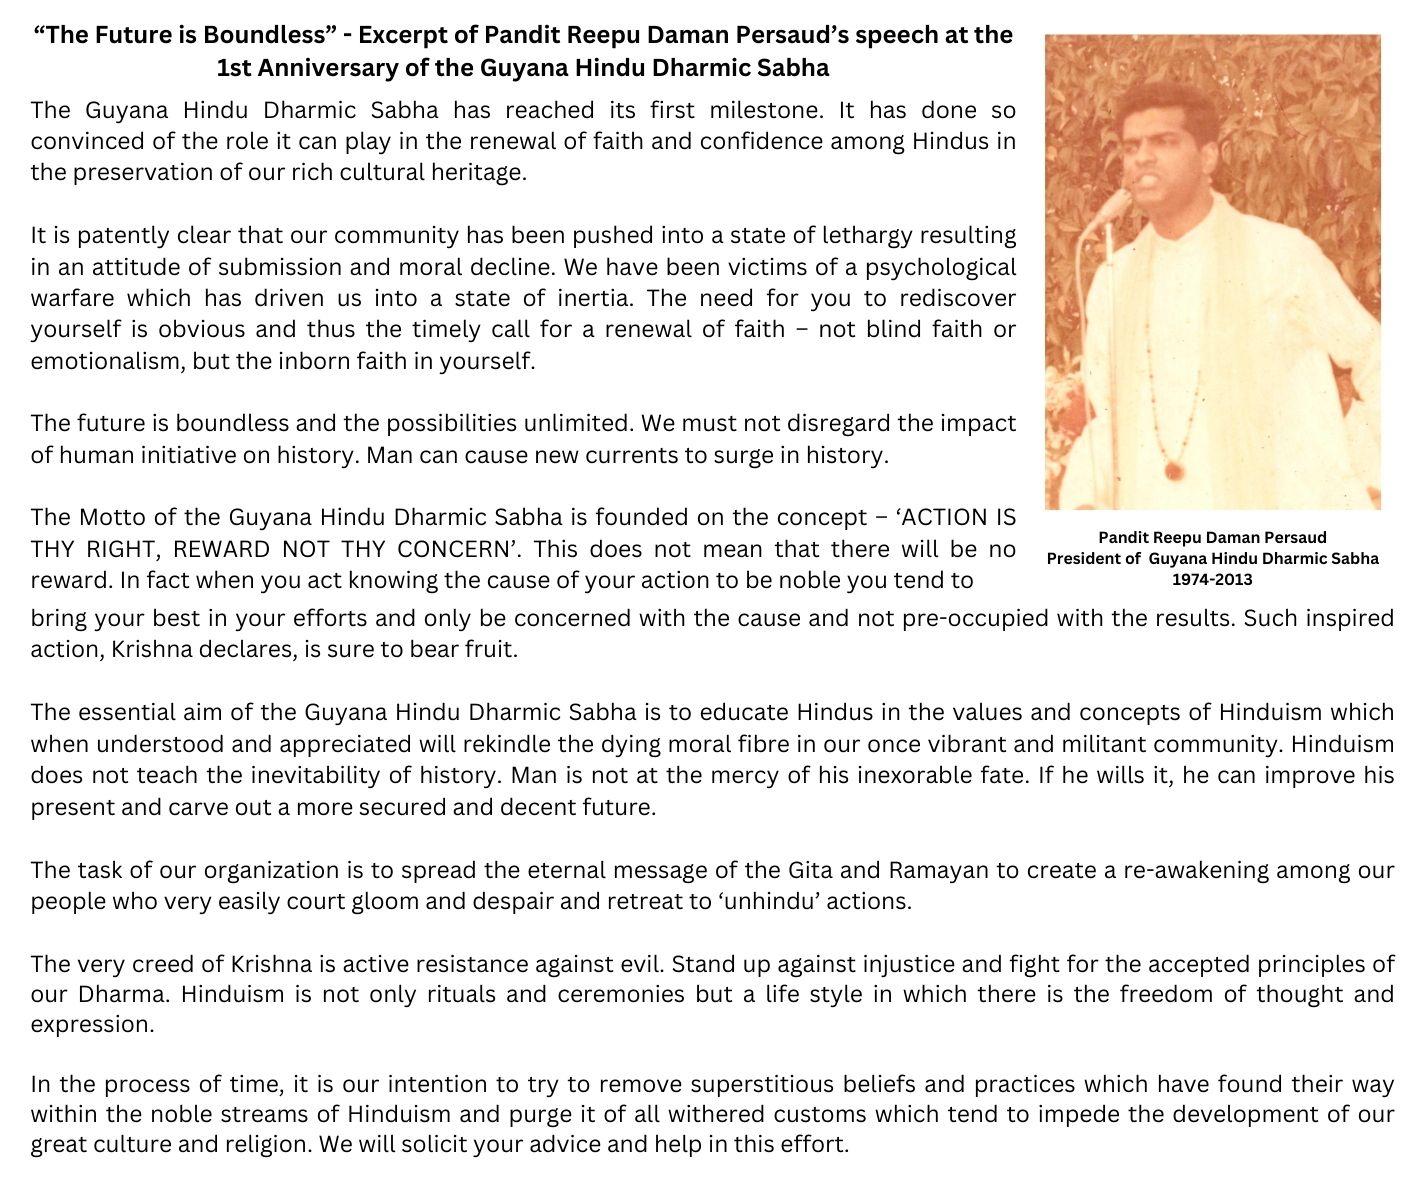 “The Future is Boundless” - Excerpt of Pandit Reepu Daman Persaud’s speech at the
1st Anniversary of the Guyana Hindu Dharmic Sabha
The Guyana Hindu Dharmic Sabha has reached its first milestone. It has done so
convinced of the role it can play in the renewal of faith and confidence among Hindus in
the preservation of our rich cultural heritage.
It is patently clear that our community has been pushed into a state of lethargy resulting
in an attitude of submission and moral decline. We have been victims of a psychological
warfare which has driven us into a state of inertia. The need for you to rediscover
yourself is obvious and thus the timely call for a renewal of faith – not blind faith or
emotionalism, but the inborn faith in yourself.
The future is boundless and the possibilities unlimited. We must not disregard the impact
of human initiative on history. Man can cause new currents to surge in history.
The Motto of the Guyana Hindu Dharmic Sabha is founded on the concept – ‘ACTION IS
THY RIGHT, REWARD NOT THY CONCERN’. This does not mean that there will be no
reward. In fact when you act knowing the cause of your action to be noble you tend to
bring your best in your efforts and only be concerned with the cause and not pre-occupied with the results. Such inspired
action, Krishna declares, is sure to bear fruit.
The essential aim of the Guyana Hindu Dharmic Sabha is to educate Hindus in the values and concepts of Hinduism which
when understood and appreciated will rekindle the dying moral fibre in our once vibrant and militant community. Hinduism
does not teach the inevitability of history. Man is not at the mercy of his inexorable fate. If he wills it, he can improve his
present and carve out a more secured and decent future.
The task of our organization is to spread the eternal message of the Gita and Ramayan to create a re-awakening among our
people who very easily court gloom and despair and retreat to ‘unhindu’ actions.
The very creed of Krishna is active resistance against evil. Stand up against injustice and fight for the accepted principles of
our Dharma. Hinduism is not only rituals and ceremonies but a life style in which there is the freedom of thought and
expression.
In the process of time, it is our intention to try to remove superstitious beliefs and practices which have found their way
within the noble streams of Hinduism and purge it of all withered customs which tend to impede the development of our
great culture and religion. We will solicit your advice and help in this effort.
Pandit Reepu Daman Persaud
President of Guyana Hindu Dharmic Sabha
1974-2013